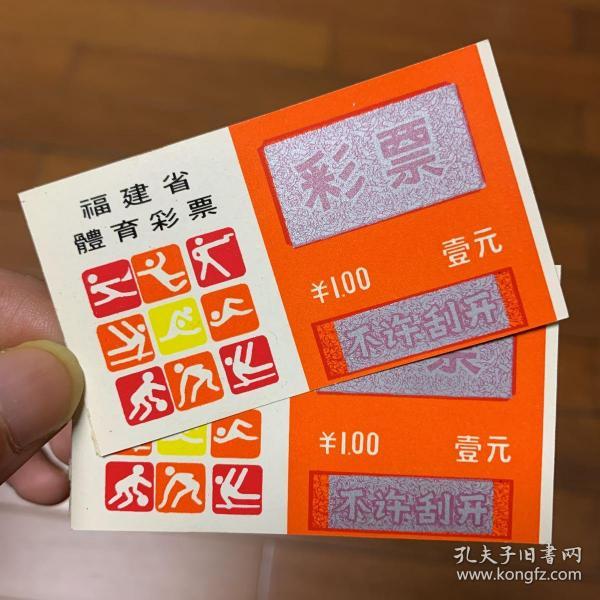 福建省
體育彩票
彩票
¥1.00 壹元
不许刮开
票
¥1.00 壹元
不许刮开
孔夫子旧书网
www.kongfz.com